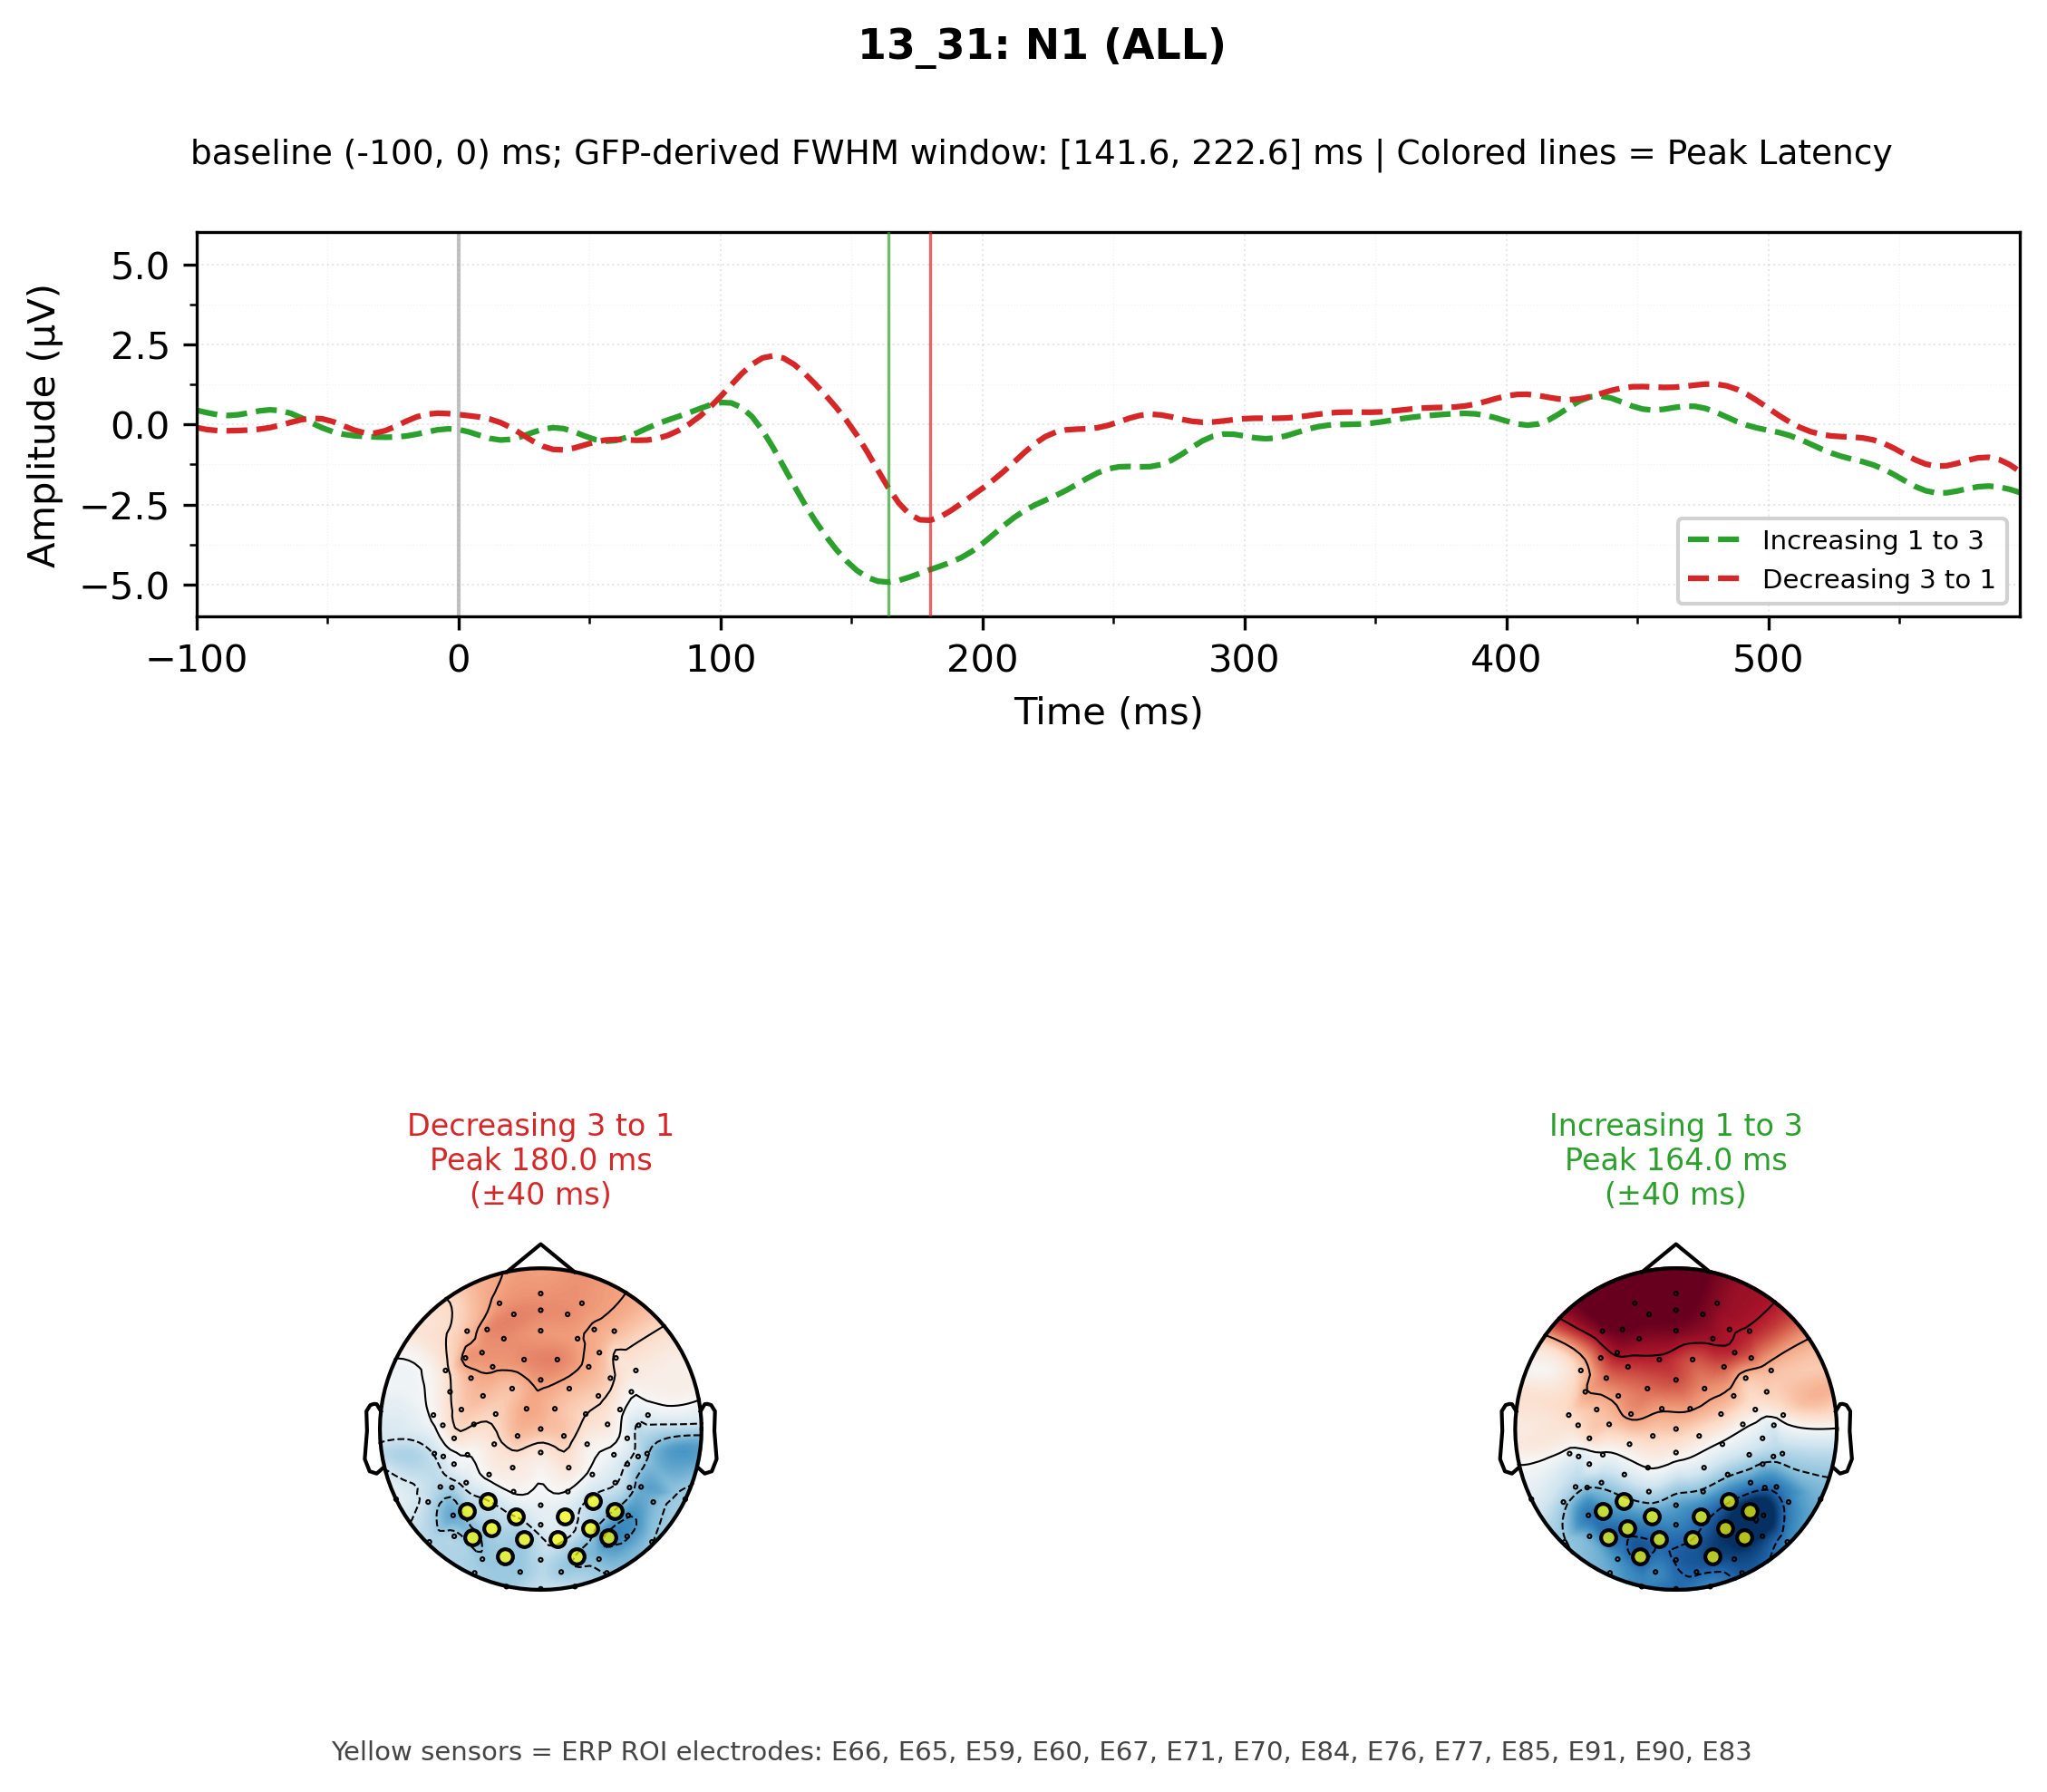 13_31: N1 (ALL)
baseline (-100, 0) ms; GFP-derived FWHM window: [141.6, 222.6] ms | Colored lines = Peak Latency
Amplitude (µV)
5.0
2.5
0.0
−2.5
−5.0
Increasing 1 to 3
Decreasing 3 to 1
−100
0
100
200
300
400
500
Time (ms)
Decreasing 3 to 1
Peak 180.0 ms
(±40 ms)
Increasing 1 to 3
Peak 164.0 ms
(±40 ms)
Yellow sensors = ERP ROI electrodes: E66, E65, E59, E60, E67, E71, E70, E84, E76, E77, E85, E91, E90, E83